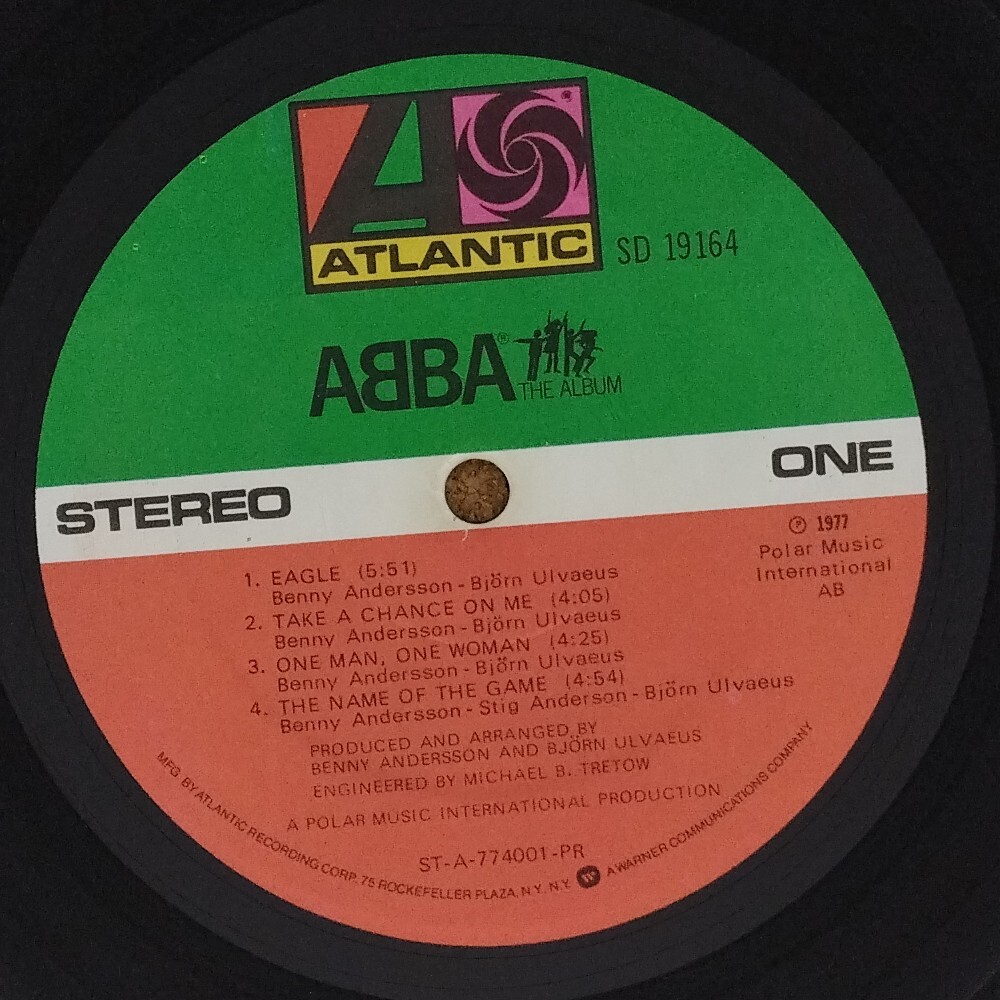 A
ATLANTIC
SD 19164
ABBA®
THE ALBUM
STEREO
ONE
℗ 1977
Polar Music
International
AB
1. EAGLE (5:51)
Benny Andersson - Björn Ulvaeus
2. TAKE A CHANCE ON ME (4:05)
Benny Andersson - Björn Ulvaeus
3. ONE MAN, ONE WOMAN (4:25)
Benny Andersson - Björn Ulvaeus
4. THE NAME OF THE GAME (4:54)
Benny Andersson - Stig Anderson - Björn Ulvaeus
PRODUCED AND ARRANGED BY
BENNY ANDERSSON AND BJÖRN ULVAEUS
ENGINEERED BY MICHAEL B. TRETOW
A POLAR MUSIC INTERNATIONAL PRODUCTION
ST-A-774001-PR
MFG. BY ATLANTIC RECORDING CORP. 75 ROCKEFELLER PLAZA, N.Y. N.Y. A WARNER COMMUNICATIONS COMPANY